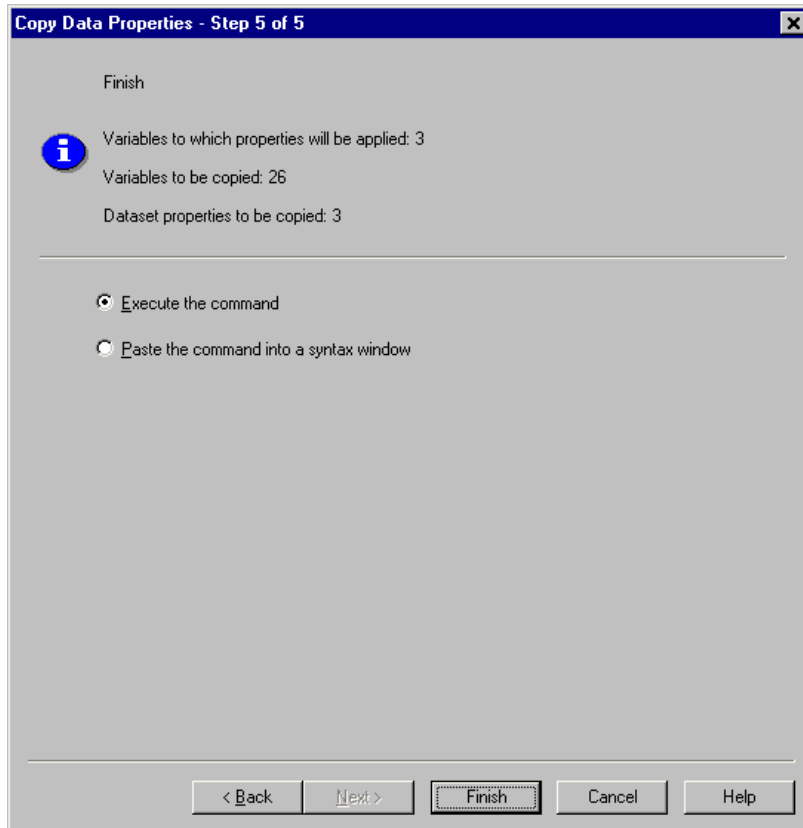 Copy Data Properties - Step 5 of 5
Finish
Variables to which properties will be applied: 3
Variables to be copied: 26
Dataset properties to be copied: 3
Execute the command
Paste the command into a syntax window
< Back Next > Finish Cancel Help